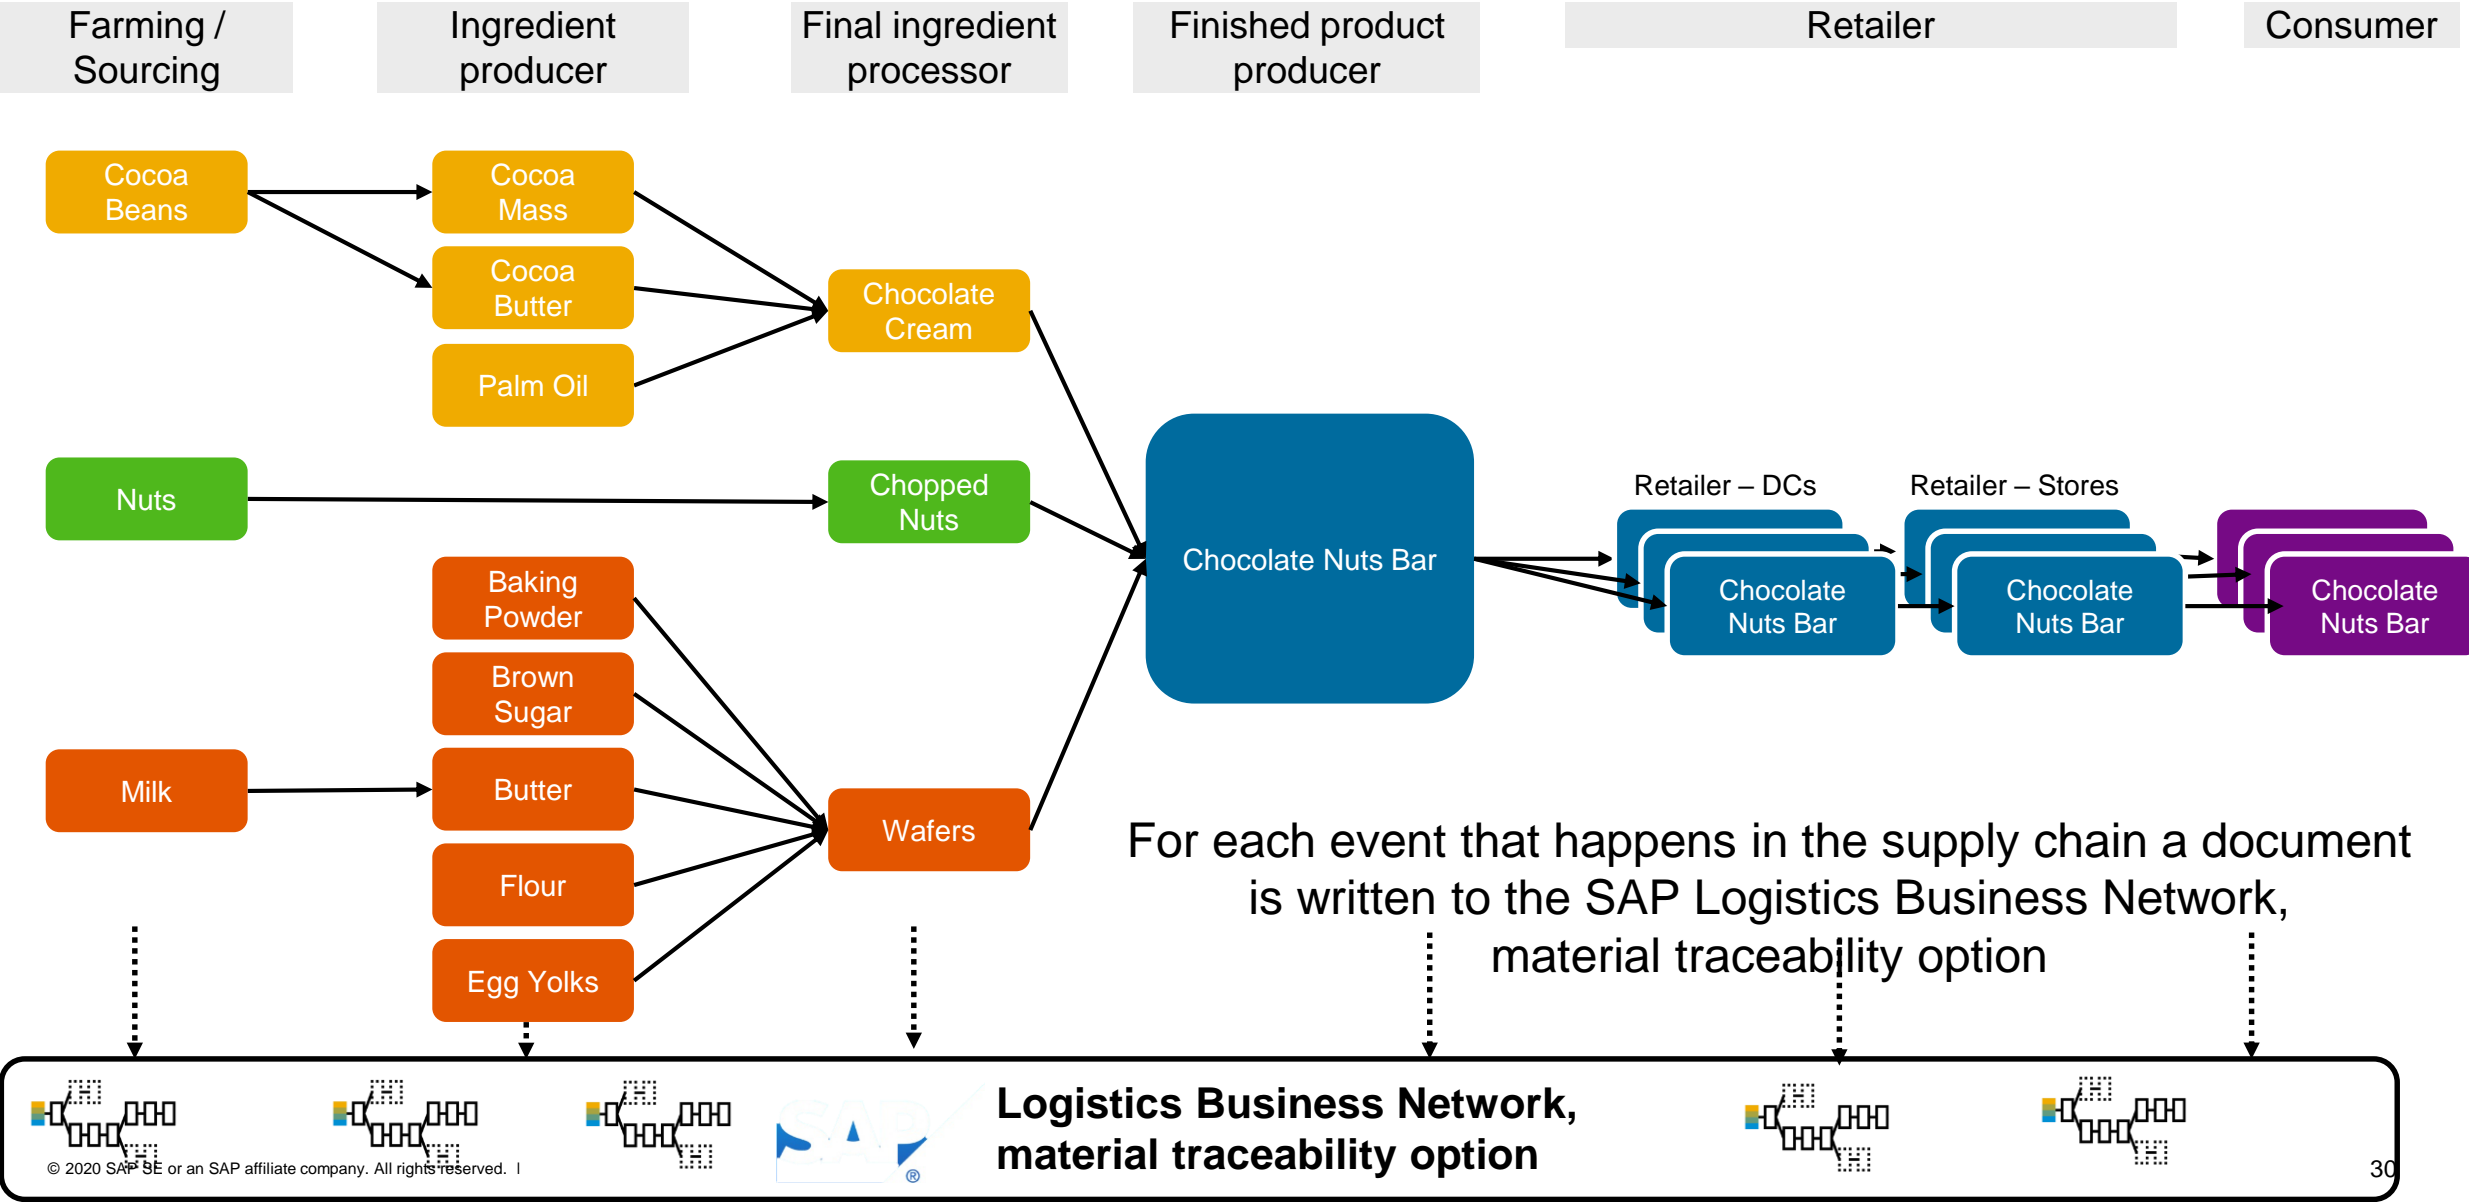 Farming /
Sourcing
Ingredient
producer
Final ingredient
processor
Finished product
producer
Retailer
Consumer
Cocoa
Beans
Cocoa
Mass
Cocoa
Butter
Palm Oil
Chocolate
Cream
Nuts
Chopped
Nuts
Baking
Powder
Brown
Sugar
Milk
Butter
Flour
Egg Yolks
Wafers
Chocolate Nuts Bar
Retailer – DCs
Retailer – Stores
Chocolate
Nuts Bar
Chocolate
Nuts Bar
Chocolate
Nuts Bar
For each event that happens in the supply chain a document
is written to the SAP Logistics Business Network,
material traceability option
SAP
®
Logistics Business Network,
material traceability option
© 2020 SAP SE or an SAP affiliate company. All rights reserved. |
30